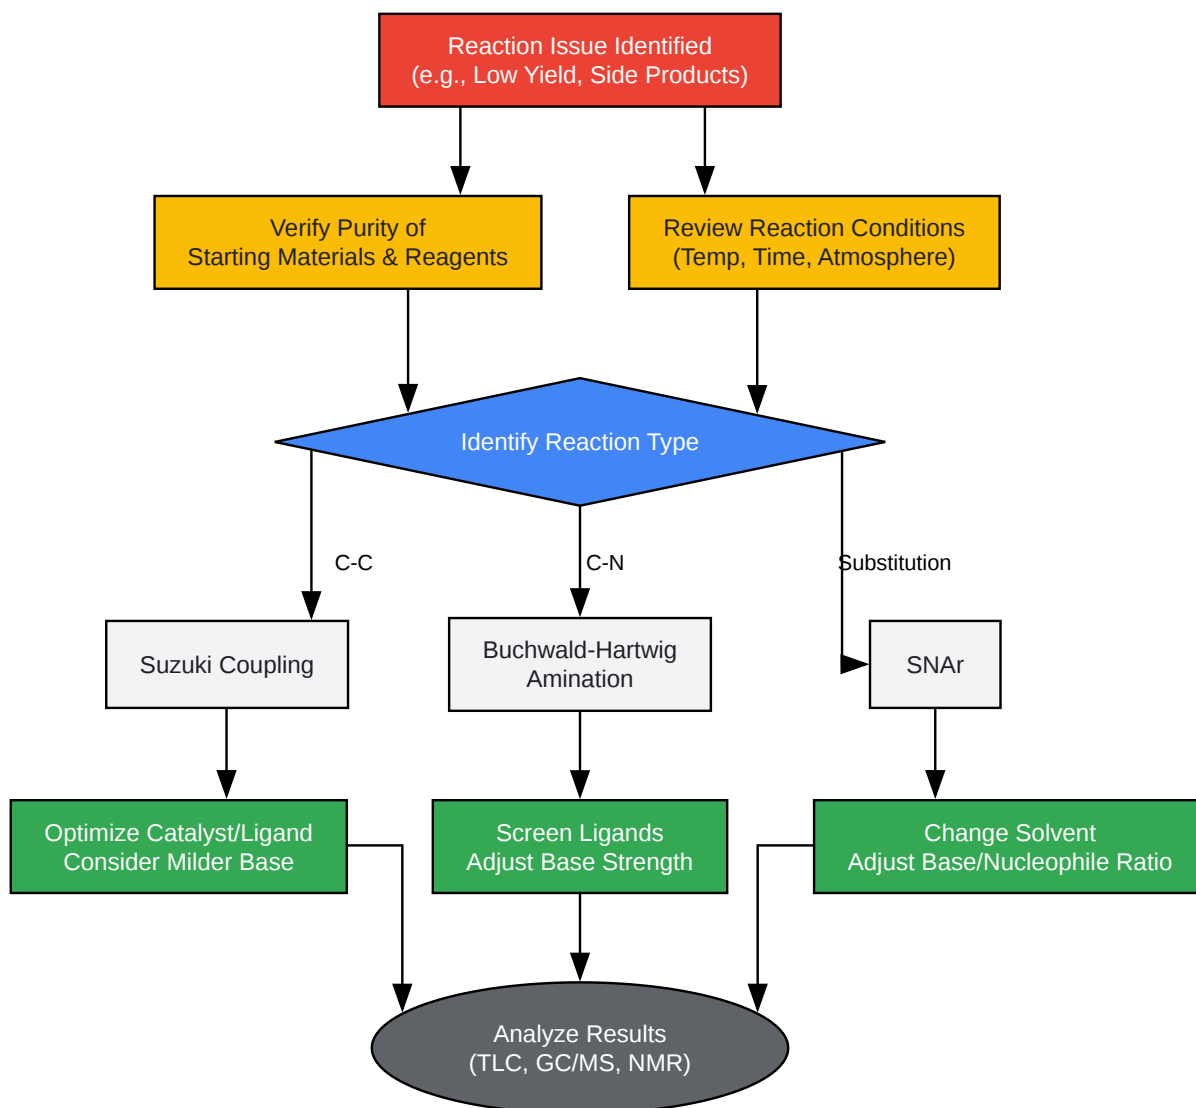 Reaction Issue Identified
(e.g., Low Yield, Side Products)
Verify Purity of
Starting Materials & Reagents
Review Reaction Conditions
(Temp, Time, Atmosphere)
Identify Reaction Type
C-C
C-N
Substitution
Suzuki Coupling
Buchwald-Hartwig
Amination
SNAr
Optimize Catalyst/Ligand
Consider Milder Base
Screen Ligands
Adjust Base Strength
Change Solvent
Adjust Base/Nucleophile Ratio
Analyze Results
(TLC, GC/MS, NMR)